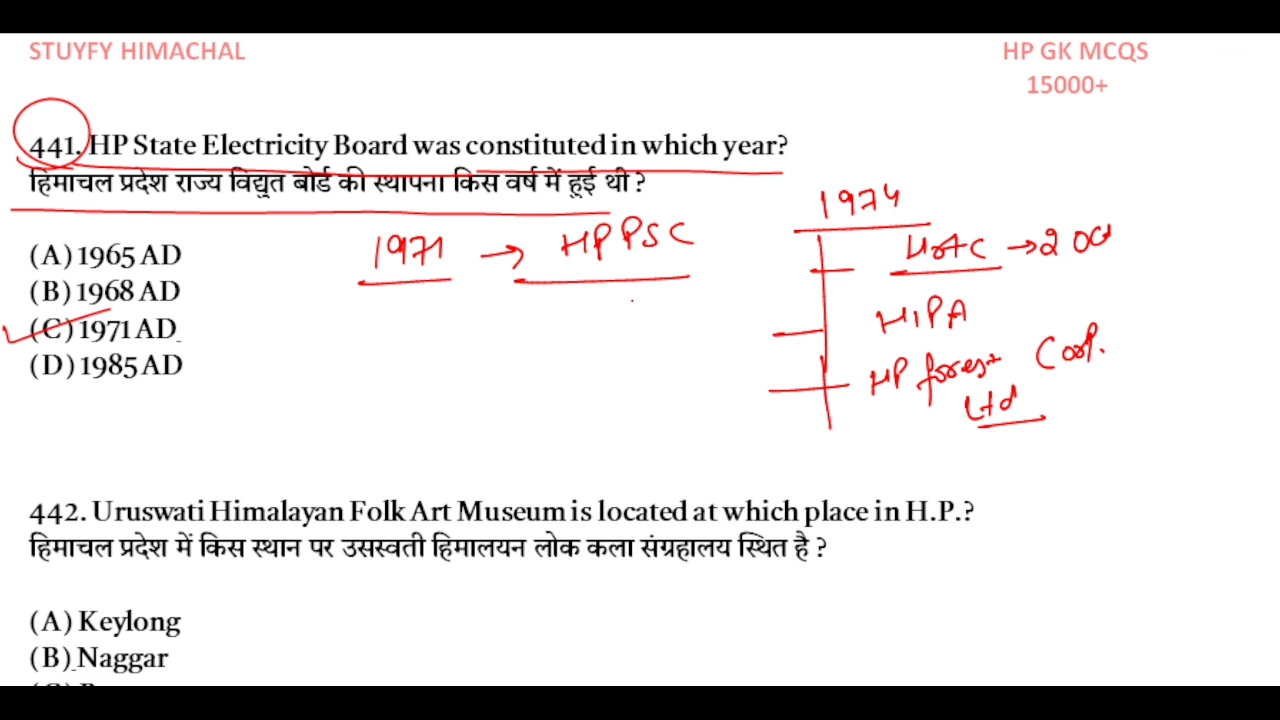 STUYFY HIMACHAL
HP GK MCQS
15000+
441. HP State Electricity Board was constituted in which year?
हिमाचल प्रदेश राज्य विद्युत बोर्ड की स्थापना किस वर्ष में हुई थी ?
(A) 1965 AD
(B) 1968 AD
(C) 1971 AD
(D) 1985 AD
1971 → HPPSC
1974
→ 2 Oct
HIPA
HP forest Corp.
Ltd
442. Uruswati Himalayan Folk Art Museum is located at which place in H.P.?
हिमाचल प्रदेश में किस स्थान पर उसस्वती हिमालयन लोक कला संग्रहालय स्थित है ?
(A) Keylong
(B) Naggar